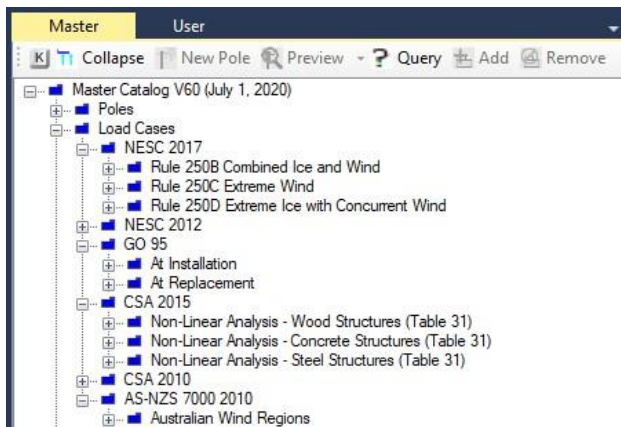 Master User
K Collapse New Pole Preview ? Query Add Remove
Master Catalog V60 (July 1, 2020)
Poles
Load Cases
NESC 2017
Rule 250B Combined Ice and Wind
Rule 250C Extreme Wind
Rule 250D Extreme Ice with Concurrent Wind
NESC 2012
GO 95
At Installation
At Replacement
CSA 2015
Non-Linear Analysis - Wood Structures (Table 31)
Non-Linear Analysis - Concrete Structures (Table 31)
Non-Linear Analysis - Steel Structures (Table 31)
CSA 2010
AS-NZS 7000 2010
Australian Wind Regions